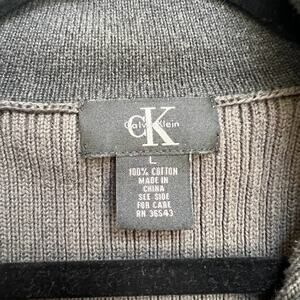 cK
Calvin Klein
L
100% COTTON
MADE IN
CHINA
SEE SIDE
FOR CARE
RN 36543